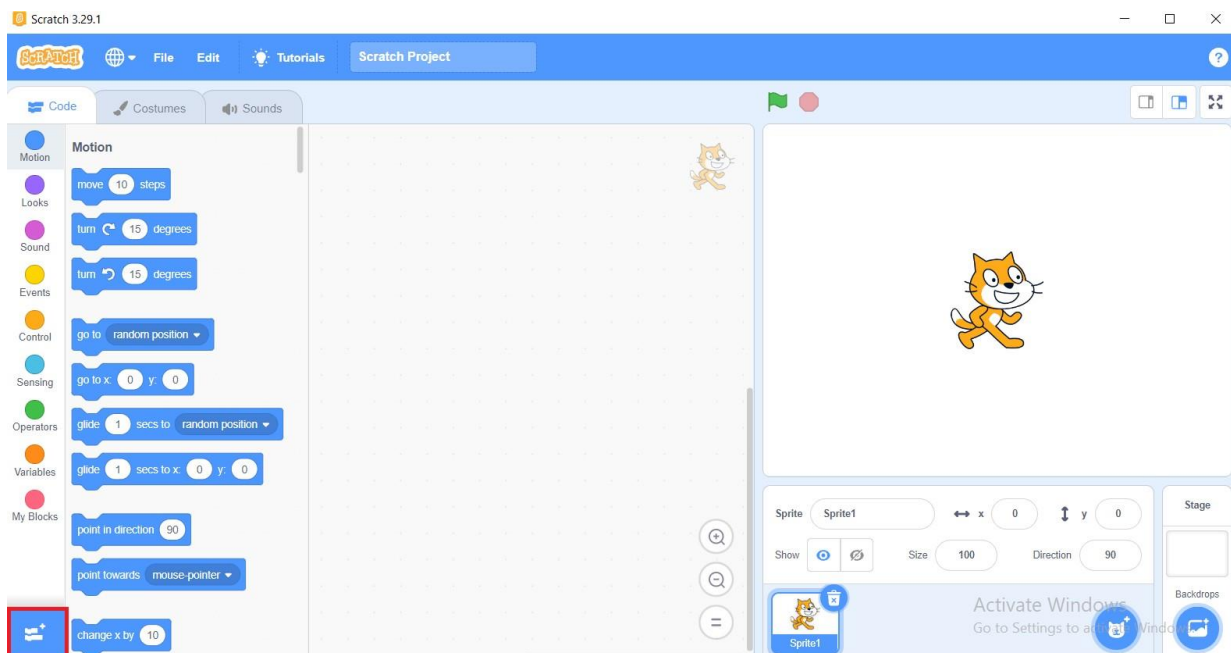 Scratch 3.29.1
SCRATCH File Edit Tutorials Scratch Project ?
Code Costumes Sounds
Motion
Looks
Sound
Events
Control
Sensing
Operators
Variables
My Blocks
Motion
move 10 steps
turn 15 degrees
turn 15 degrees
go to random position
go to x: 0 y: 0
glide 1 secs to random position
glide 1 secs to x: 0 y: 0
point in direction 90
point towards mouse-pointer
change x by 10
Sprite Sprite1 x 0 y 0
Show Size 100 Direction 90
Sprite1
Stage
Backdrops
Activate Windows
Go to Settings to activate Windows